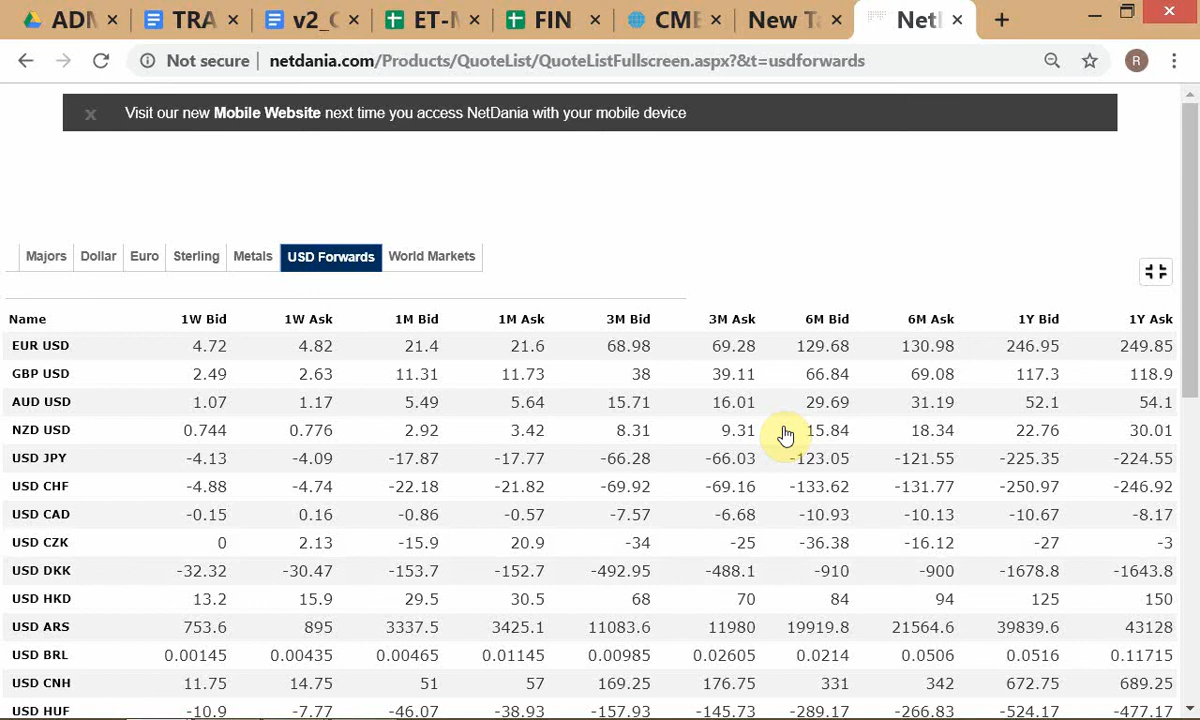 ADM TRA v2_C ET-M FIN CME New Ta Netl
Not secure | netdania.com/Products/QuoteList/QuoteListFullscreen.aspx?&t=usdforwards R
x Visit our new Mobile Website next time you access NetDania with your mobile device
Majors Dollar Euro Sterling Metals USD Forwards World Markets
Name 1W Bid 1W Ask 1M Bid 1M Ask 3M Bid 3M Ask 6M Bid 6M Ask 1Y Bid 1Y Ask
EUR USD 4.72 4.82 21.4 21.6 68.98 69.28 129.68 130.98 246.95 249.85
GBP USD 2.49 2.63 11.31 11.73 38 39.11 66.84 69.08 117.3 118.9
AUD USD 1.07 1.17 5.49 5.64 15.71 16.01 29.69 31.19 52.1 54.1
NZD USD 0.744 0.776 2.92 3.42 8.31 9.31 15.84 18.34 22.76 30.01
USD JPY -4.13 -4.09 -17.87 -17.77 -66.28 -66.03 -123.05 -121.55 -225.35 -224.55
USD CHF -4.88 -4.74 -22.18 -21.82 -69.92 -69.16 -133.62 -131.77 -250.97 -246.92
USD CAD -0.15 0.16 -0.86 -0.57 -7.57 -6.68 -10.93 -10.13 -10.67 -8.17
USD CZK 0 2.13 -15.9 20.9 -34 -25 -36.38 -16.12 -27 -3
USD DKK -32.32 -30.47 -153.7 -152.7 -492.95 -488.1 -910 -900 -1678.8 -1643.8
USD HKD 13.2 15.9 29.5 30.5 68 70 84 94 125 150
USD ARS 753.6 895 3337.5 3425.1 11083.6 11980 19919.8 21564.6 39839.6 43128
USD BRL 0.00145 0.00435 0.00465 0.01145 0.00985 0.02605 0.0214 0.0506 0.0516 0.11715
USD CNH 11.75 14.75 51 57 169.25 176.75 331 342 672.75 689.25
USD HUF -10.9 -7.77 -46.07 -38.93 -157.93 -145.73 -289.17 -266.83 -524.17 -477.17